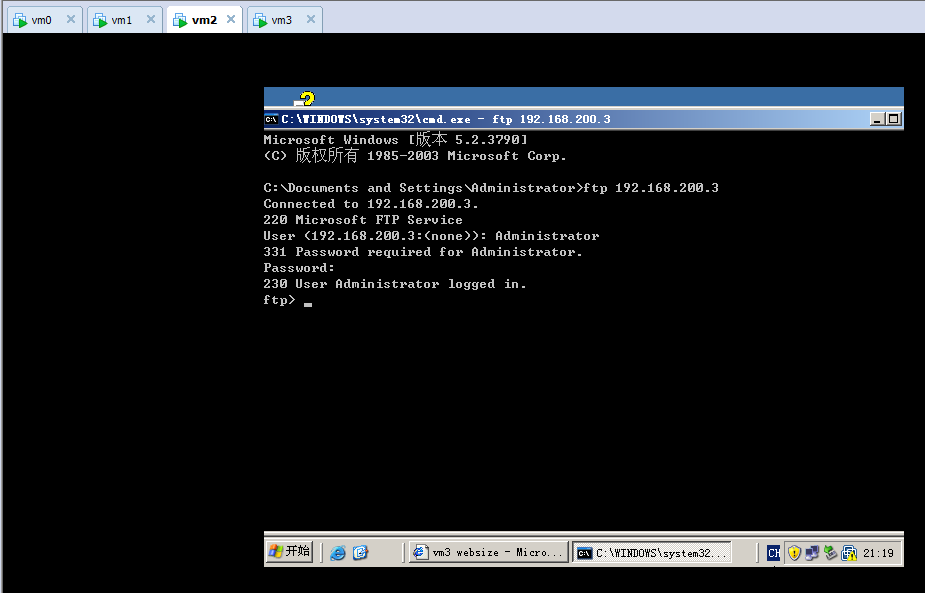 vm0
vm1
vm2
vm3
C:\WINDOWS\system32\cmd.exe - ftp 192.168.200.3
Microsoft Windows [版本 5.2.3790]
(C) 版权所有 1985-2003 Microsoft Corp.
C:\Documents and Settings\Administrator>ftp 192.168.200.3
Connected to 192.168.200.3.
220 Microsoft FTP Service
User (192.168.200.3:(none)): Administrator
331 Password required for Administrator.
Password:
230 User Administrator logged in.
ftp>
开始
vm3 websize - Micro...
C:\WINDOWS\system32...
CH
21:19